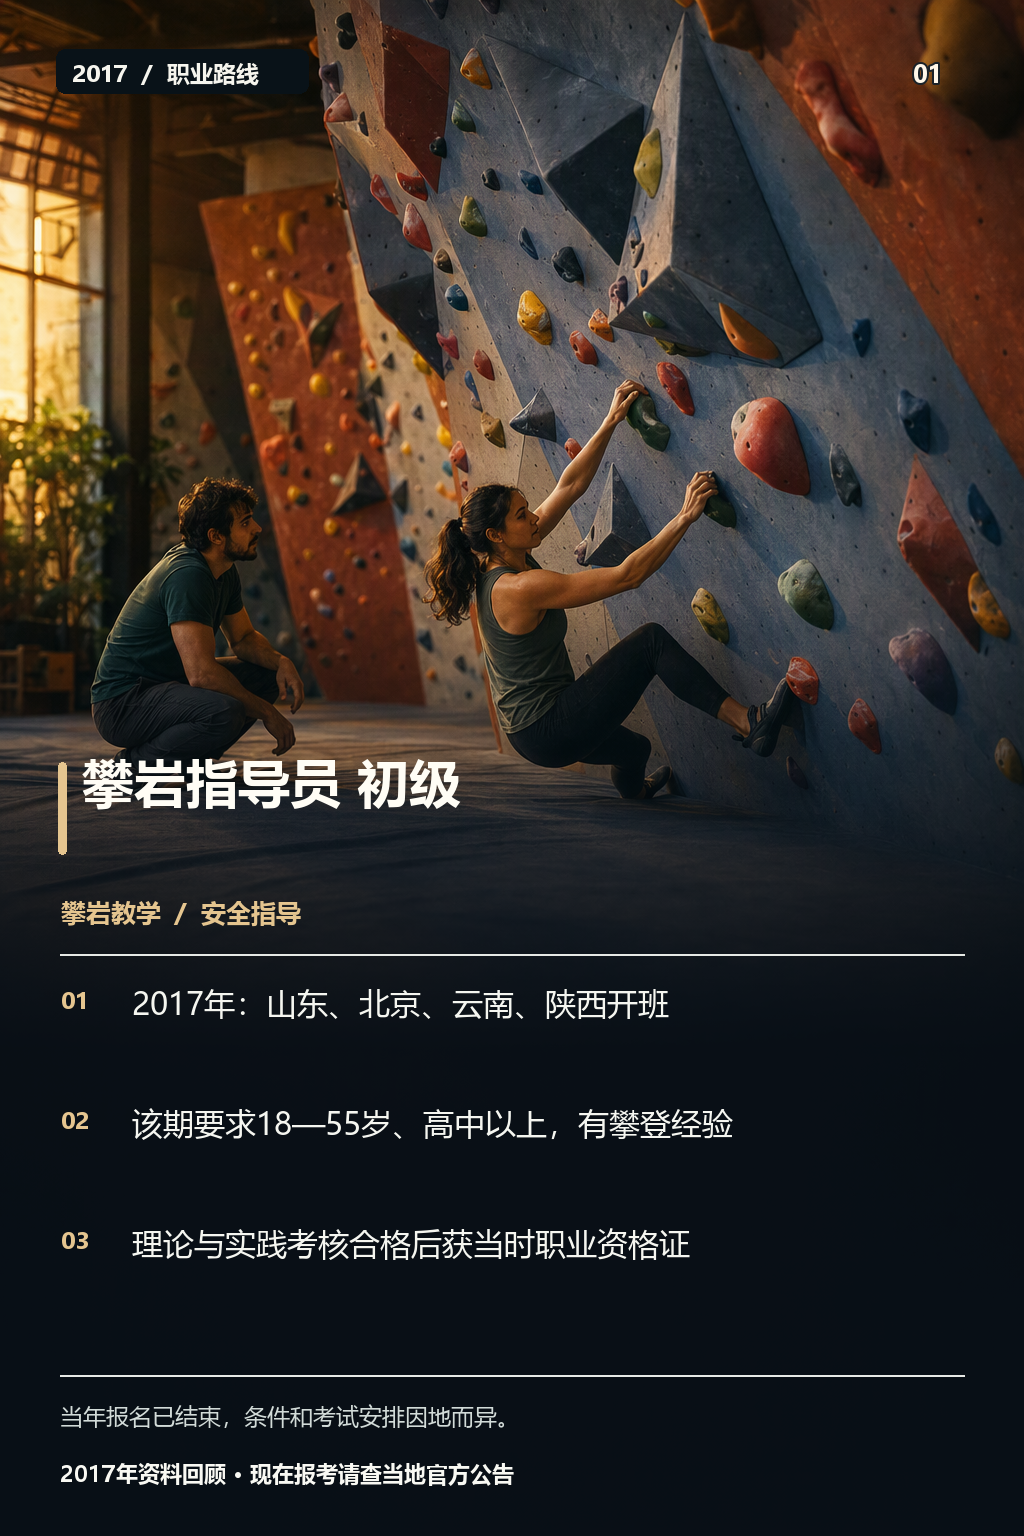 2017 / 职业路线
01
攀岩指导员 初级
攀岩教学 / 安全指导
01 2017年：山东、北京、云南、陕西开班
02 该期要求18—55岁、高中以上，有攀登经验
03 理论与实践考核合格后获当时职业资格证
当年报名已结束，条件和考试安排因地而异。
2017年资料回顾·现在报考请查当地官方公告